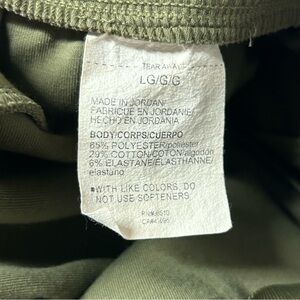 TEAR AWAY
LG/G/G
MADE IN JORDAN/
FABRIQUE EN JORDANIE/
HECHO EN JORDANIA
BODY/CORPS/CUERPO
65% POLYESTER/poliester
29% COTTON/COTON/algodón
6% ELASTANE/ELASTHANNE/
elastano
■WITH LIKE COLORS, DO
NOT USE SOFTENERS